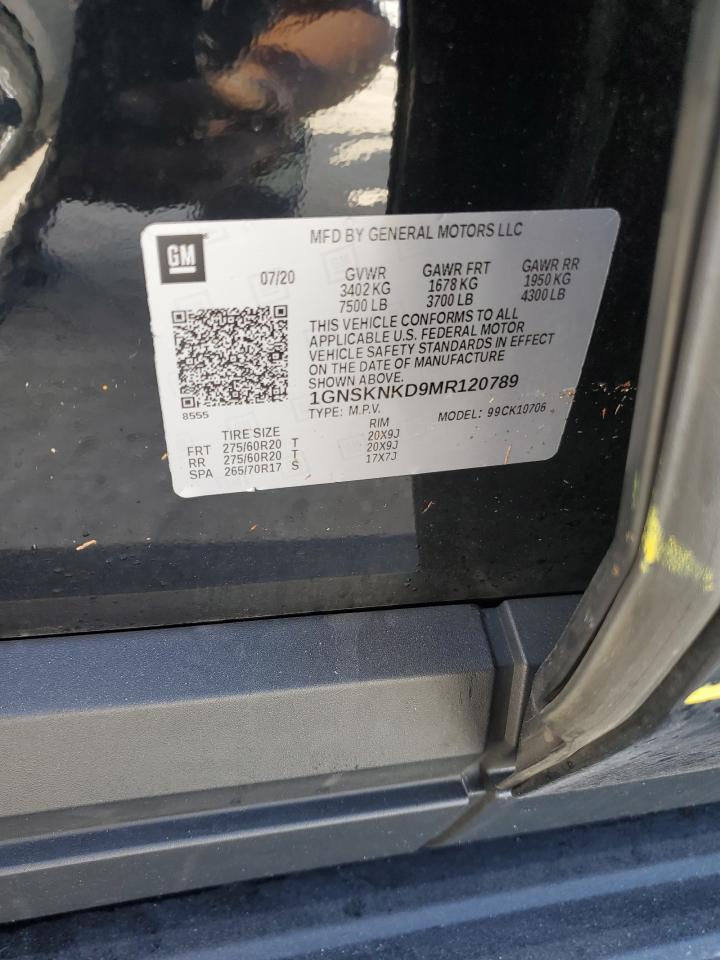 GM
MFD BY GENERAL MOTORS LLC
07/20 GVWR GAWR FRT GAWR RR
3402 KG 1678 KG 1950 KG
7500 LB 3700 LB 4300 LB
THIS VEHICLE CONFORMS TO ALL
APPLICABLE U.S. FEDERAL MOTOR
VEHICLE SAFETY STANDARDS IN EFFECT
ON THE DATE OF MANUFACTURE
SHOWN ABOVE.
1GNSKNKD9MR120789
8555
TYPE: M.P.V. MODEL: 99CK10706
TIRE SIZE RIM
FRT 275/60R20 T 20X9J
RR 275/60R20 T 20X9J
SPA 265/70R17 S 17X7J